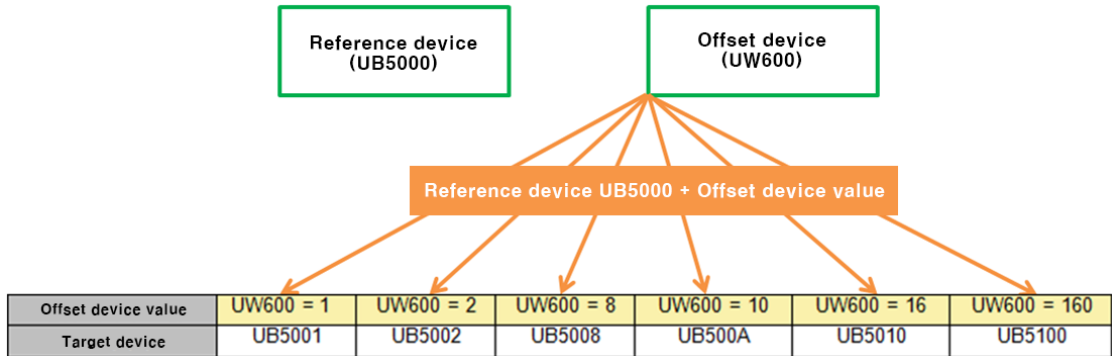 Reference device
(UB5000)
Offset device
(UW600)
Reference device UB5000 + Offset device value
Offset device value UW600 = 1 UW600 = 2 UW600 = 8 UW600 = 10 UW600 = 16 UW600 = 160
Target device UB5001 UB5002 UB5008 UB500A UB5010 UB5100